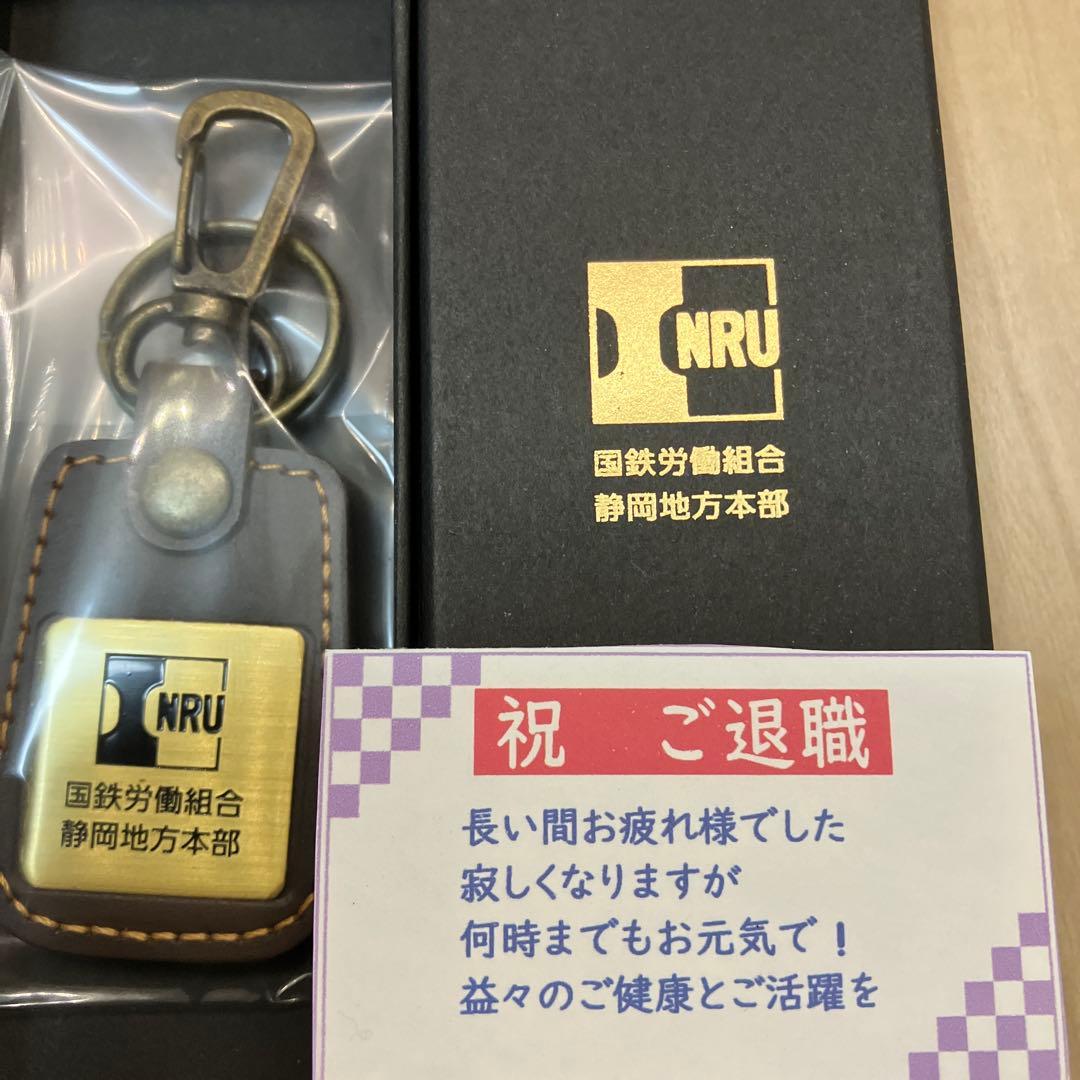 NRU
国鉄労働組合
静岡地方本部
NRU
国鉄労働組合
静岡地方本部
祝　ご退職
長い間お疲れ様でした
寂しくなりますが
何時までもお元気で！
益々のご健康とご活躍を